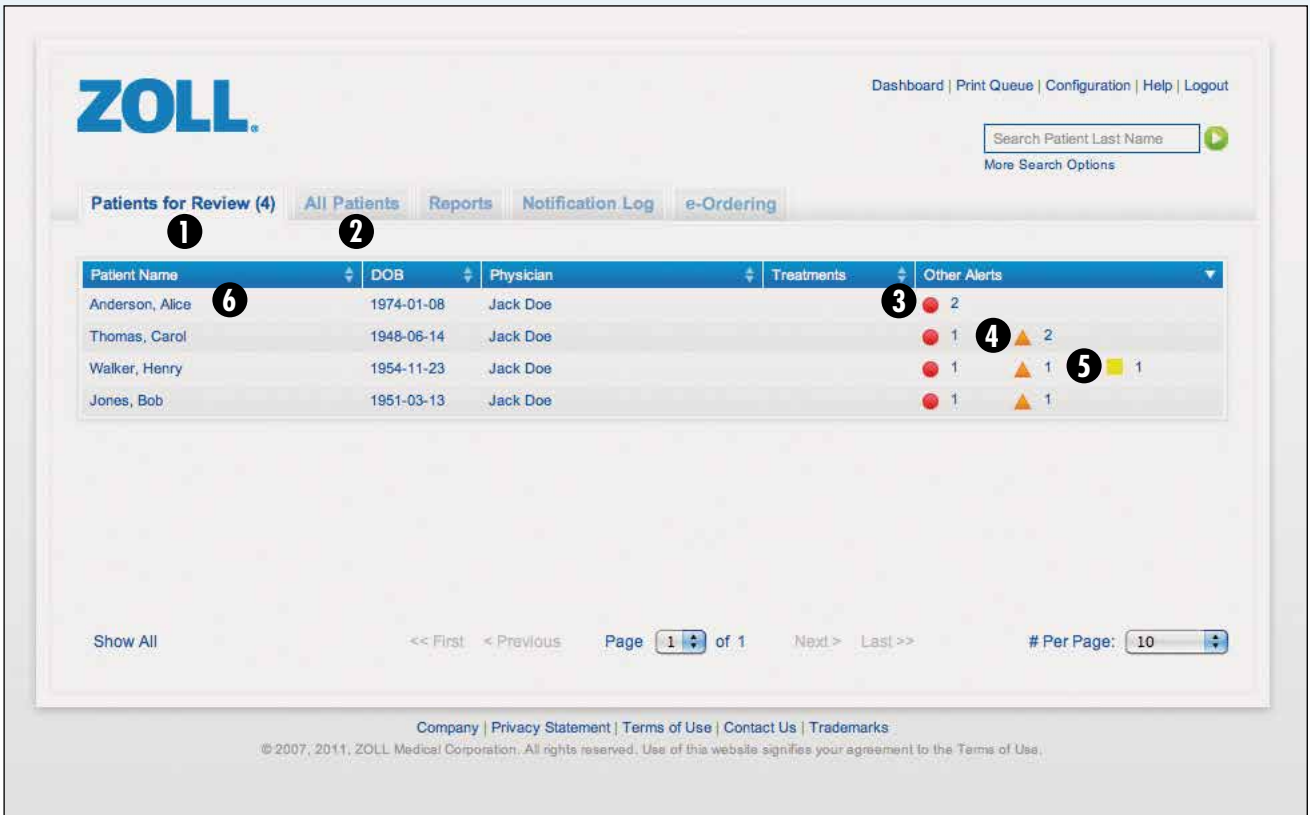 ZOLL®
Dashboard | Print Queue | Configuration | Help | Logout
Search Patient Last Name
More Search Options
Patients for Review (4) All Patients Reports Notification Log e-Ordering
1 2
Patient Name DOB Physician Treatments Other Alerts
Anderson, Alice 6 1974-01-08 Jack Doe 3 2
Thomas, Carol 1948-06-14 Jack Doe 1 4 2
Walker, Henry 1954-11-23 Jack Doe 1 1 5 1
Jones, Bob 1951-03-13 Jack Doe 1 1
Show All << First < Previous Page 1 of 1 Next > Last >> # Per Page: 10
Company | Privacy Statement | Terms of Use | Contact Us | Trademarks
© 2007, 2011, ZOLL Medical Corporation. All rights reserved. Use of this website signifies your agreement to the Terms of Use.